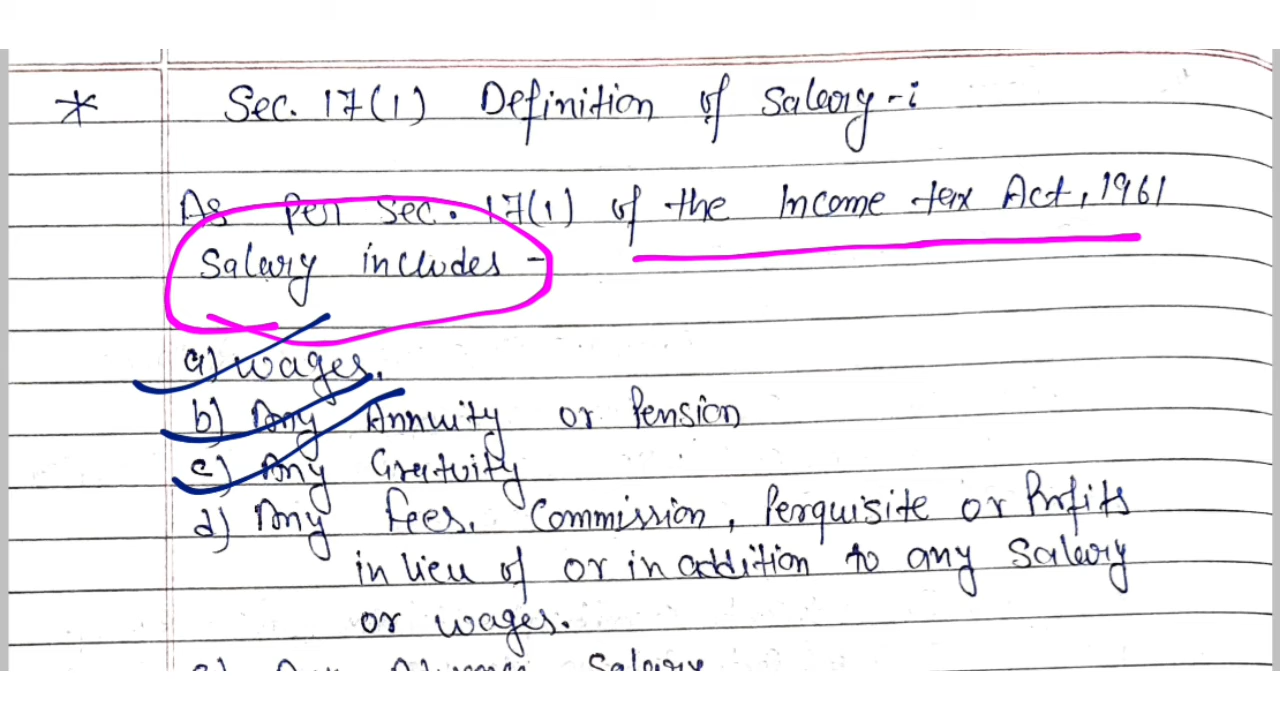 * Sec. 17(1) Definition of Salary -:
As per sec. 17(1) of the Income tax Act, 1961
Salary includes -
a) wages.
b) Any Annuity or Pension
c) Any Gratuity
d) Any fees, Commission, Perquisite or Profits
in lieu of or in addition to any Salary
or wages.
Salary